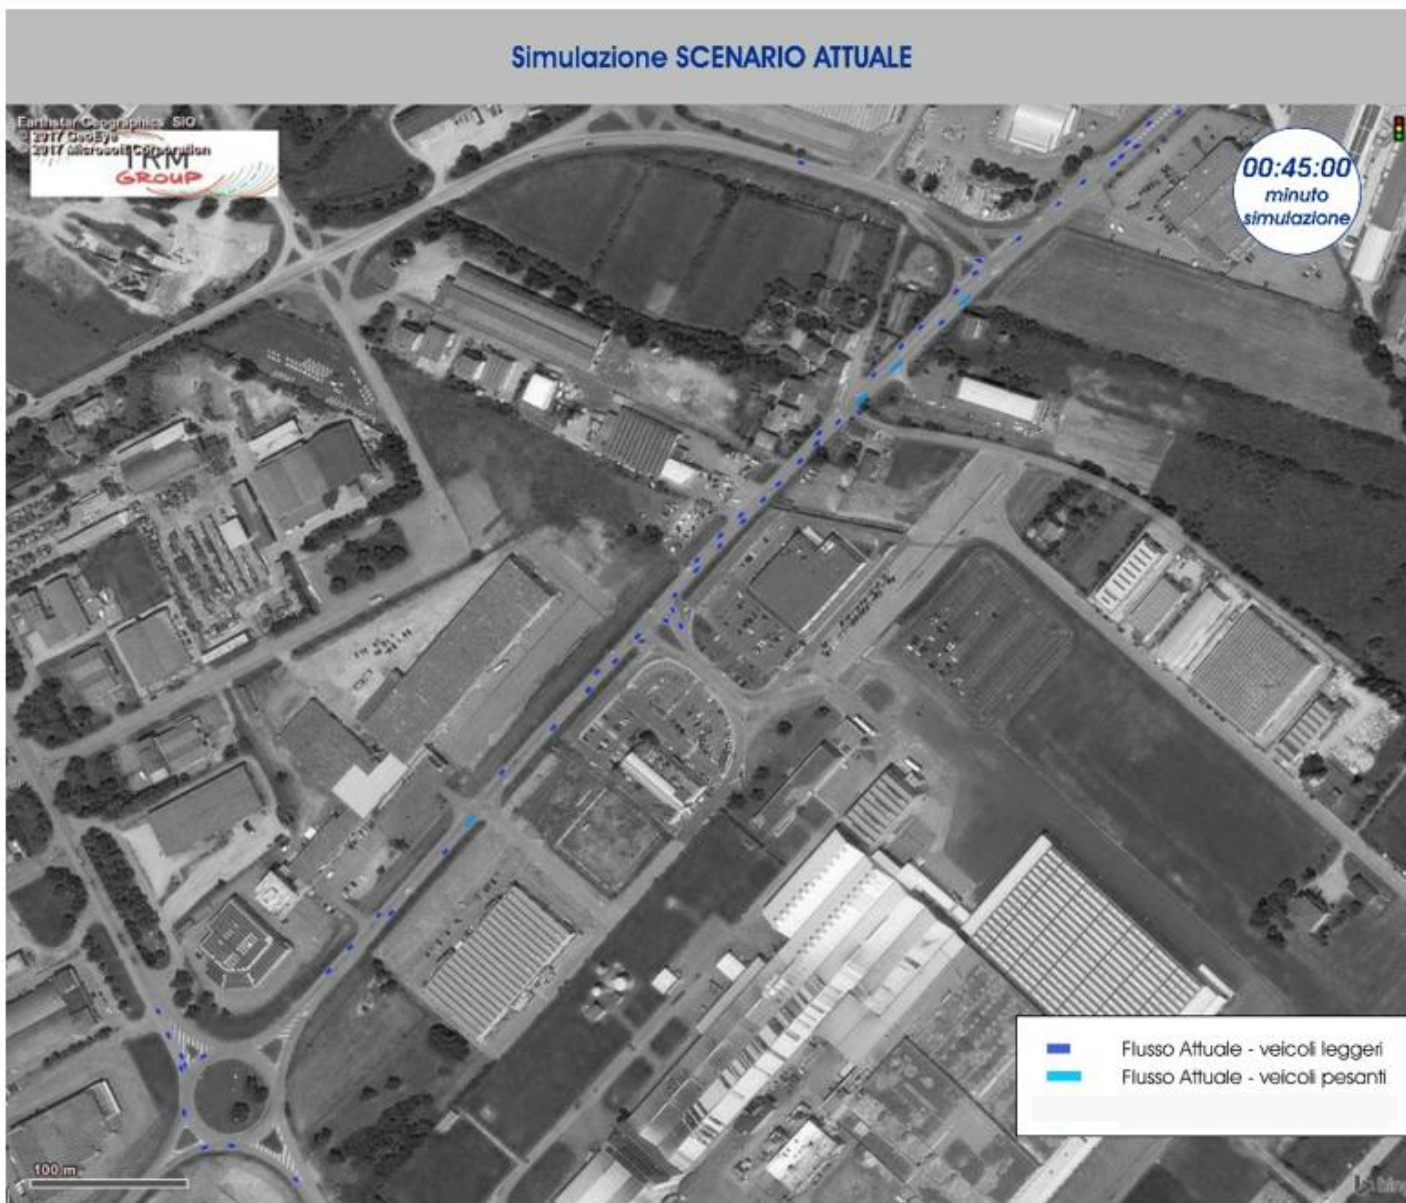 Simulazione SCENARIO ATTUALE
Earthstar Geographics SIO
© 2017 GeoEye
© 2017 Microsoft Corporation
TRM
GROUP
00:45:00
minuto
simulazione
Flusso Attuale - veicoli leggeri
Flusso Attuale - veicoli pesanti
100 m